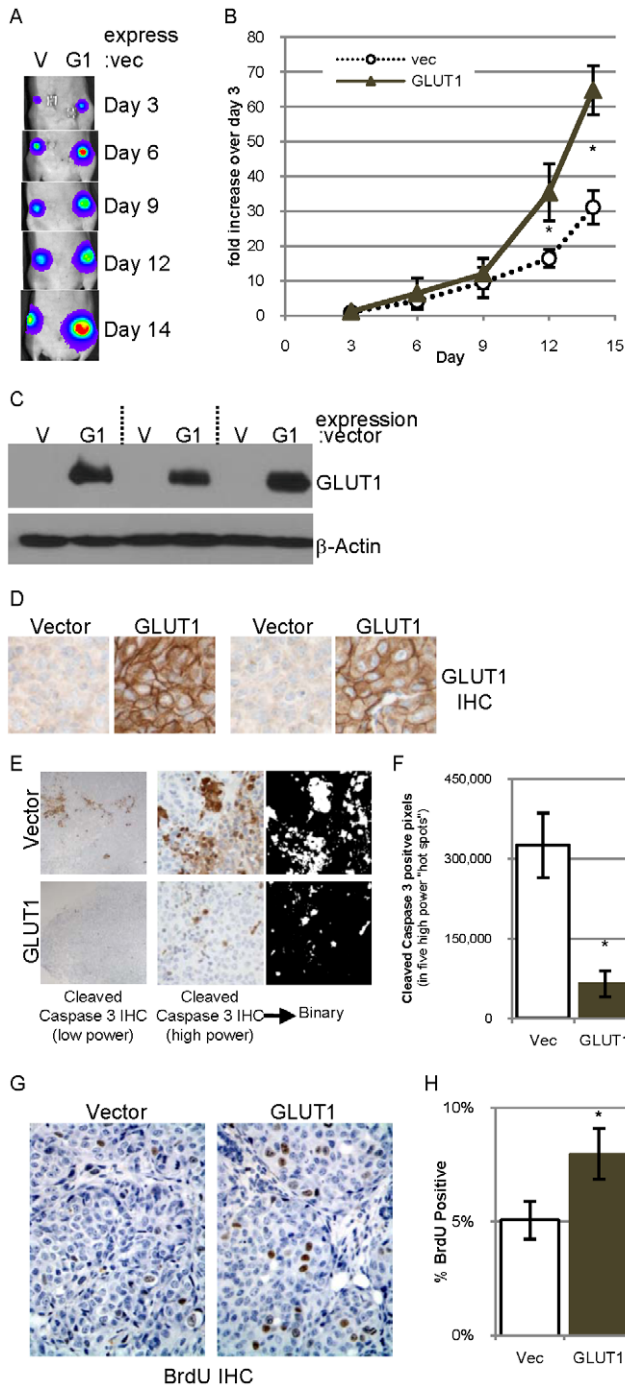 A
express
V G1 :vec
Day 3
Day 6
Day 9
Day 12
Day 14
B
vec
GLUT1
fold increase over day 3
80
70
60
50
40
30
20
10
0
*
*
0 3 6 9 12 15
Day
C
expression
V G1 V G1 V G1 :vector
GLUT1
β-Actin
D
Vector GLUT1 Vector GLUT1
GLUT1
IHC
E
Vector
GLUT1
Cleaved
Caspase 3 IHC
(low power)
Cleaved
Caspase 3 IHC
(high power)
Binary
F
Cleaved Caspase 3 positve pixels
(in five high power "hot spots")
450,000
300,000
150,000
0
*
Vec GLUT1
G
Vector GLUT1
BrdU IHC
H
% BrdU Positive
10%
5%
0%
*
Vec GLUT1